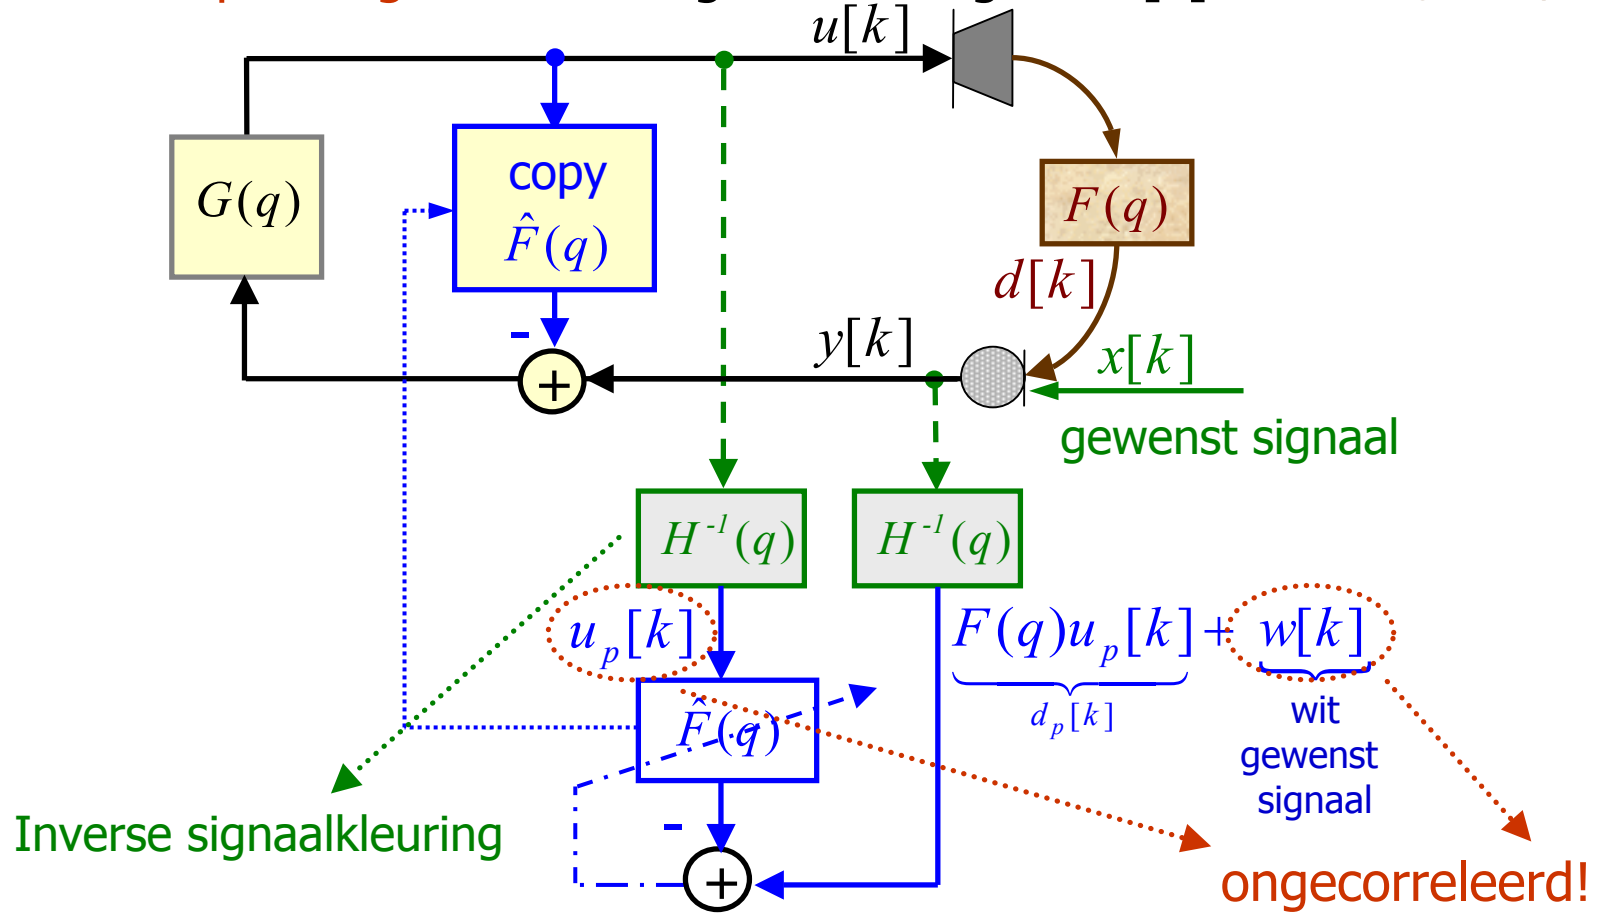 u[k]
copy
G(q)
F̂(q)
F(q)
d[k]
-
y[k]
x[k]
+
gewenst signaal
H⁻¹(q)
H⁻¹(q)
u_p[k]
F(q)u_p[k] + w[k]
d_p[k]
wit
gewenst
signaal
F̂(q)
Inverse signaalkleuring
-
+
ongecorreleerd!